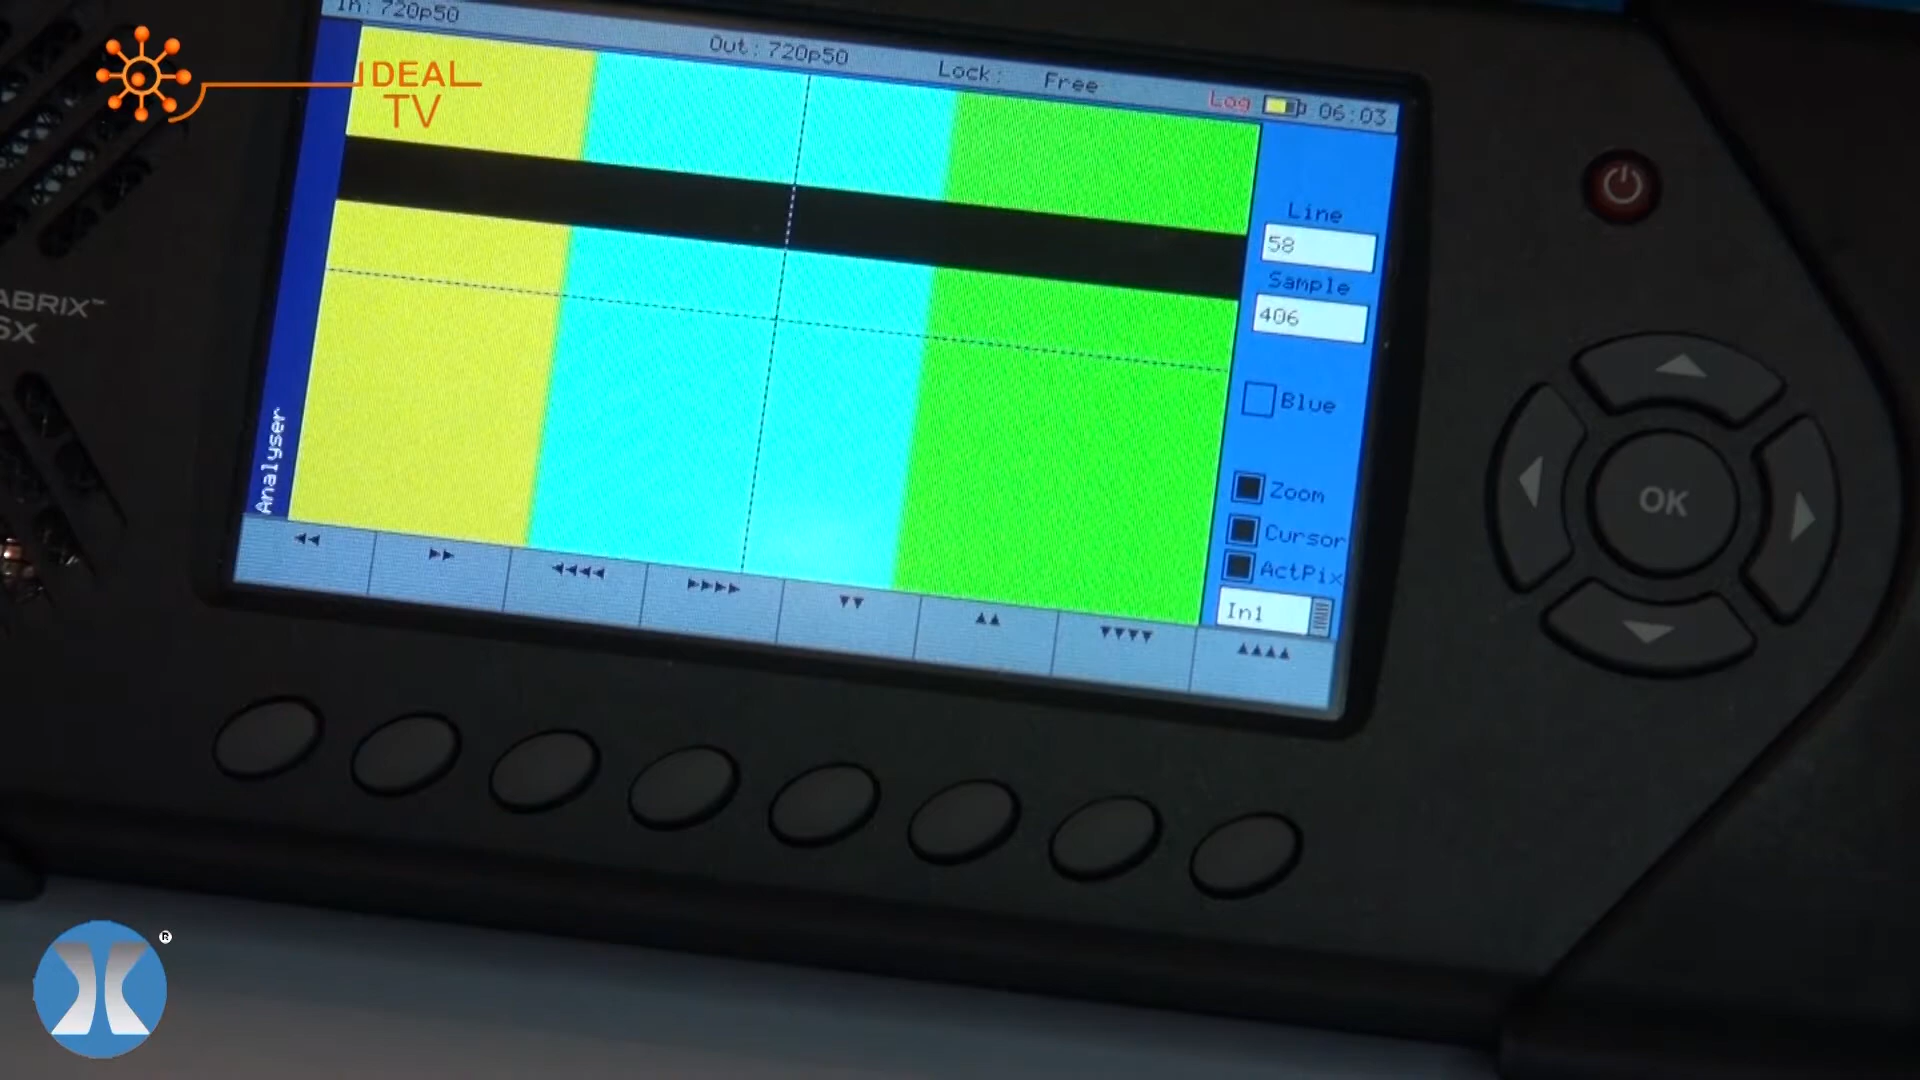 In: 720p50
Out: 720p50
Lock: Free
Log
06:03
IDEAL
TV
Line
58
Sample
406
Blue
Zoom
Cursor
ActPix
In1
Analyser
ABRIX™
SX
OK
®